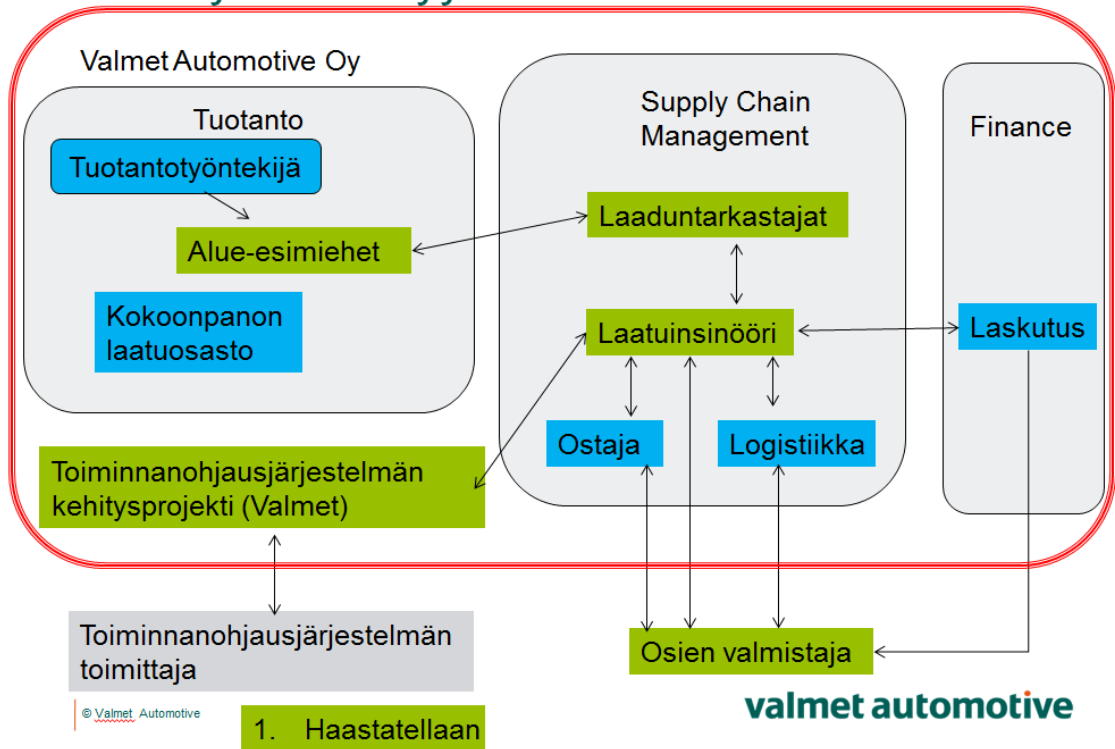 Valmet Automotive Oy
Tuotanto
Tuotantotyöntekijä
Alue-esimiehet
Kokoonpanon
laatuosasto
Supply Chain
Management
Laaduntarkastajat
Laatuinsinööri
Ostaja
Logistiikka
Finance
Laskutus
Toiminnanohjausjärjestelmän
kehitysprojekti (Valmet)
Toiminnanohjausjärjestelmän
toimittaja
Osien valmistaja
© Valmet Automotive
1. Haastatellaan
valmet automotive